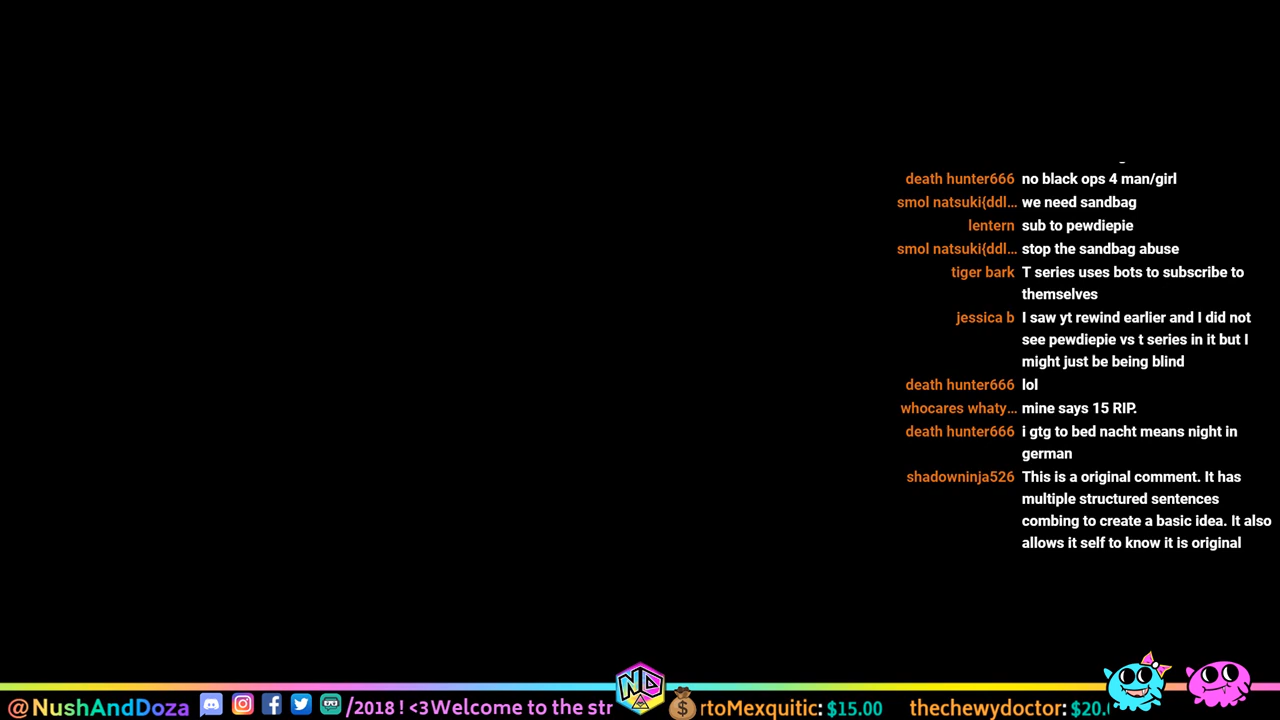 death hunter666 no black ops 4 man/girl
smol natsuki{ddl... we need sandbag
lentern sub to pewdiepie
smol natsuki{ddl... stop the sandbag abuse
tiger bark T series uses bots to subscribe to
themselves
jessica b I saw yt rewind earlier and I did not
see pewdiepie vs t series in it but I
might just be being blind
death hunter666 lol
whocares whaty... mine says 15 RIP.
death hunter666 i gtg to bed nacht means night in
german
shadowninja526 This is a original comment. It has
multiple structured sentences
combing to create a basic idea. It also
allows it self to know it is original
@NushAndDoza /2018 ! <3Welcome to the str ND rtoMexquitic: $15.00 thechewydoctor: $20.